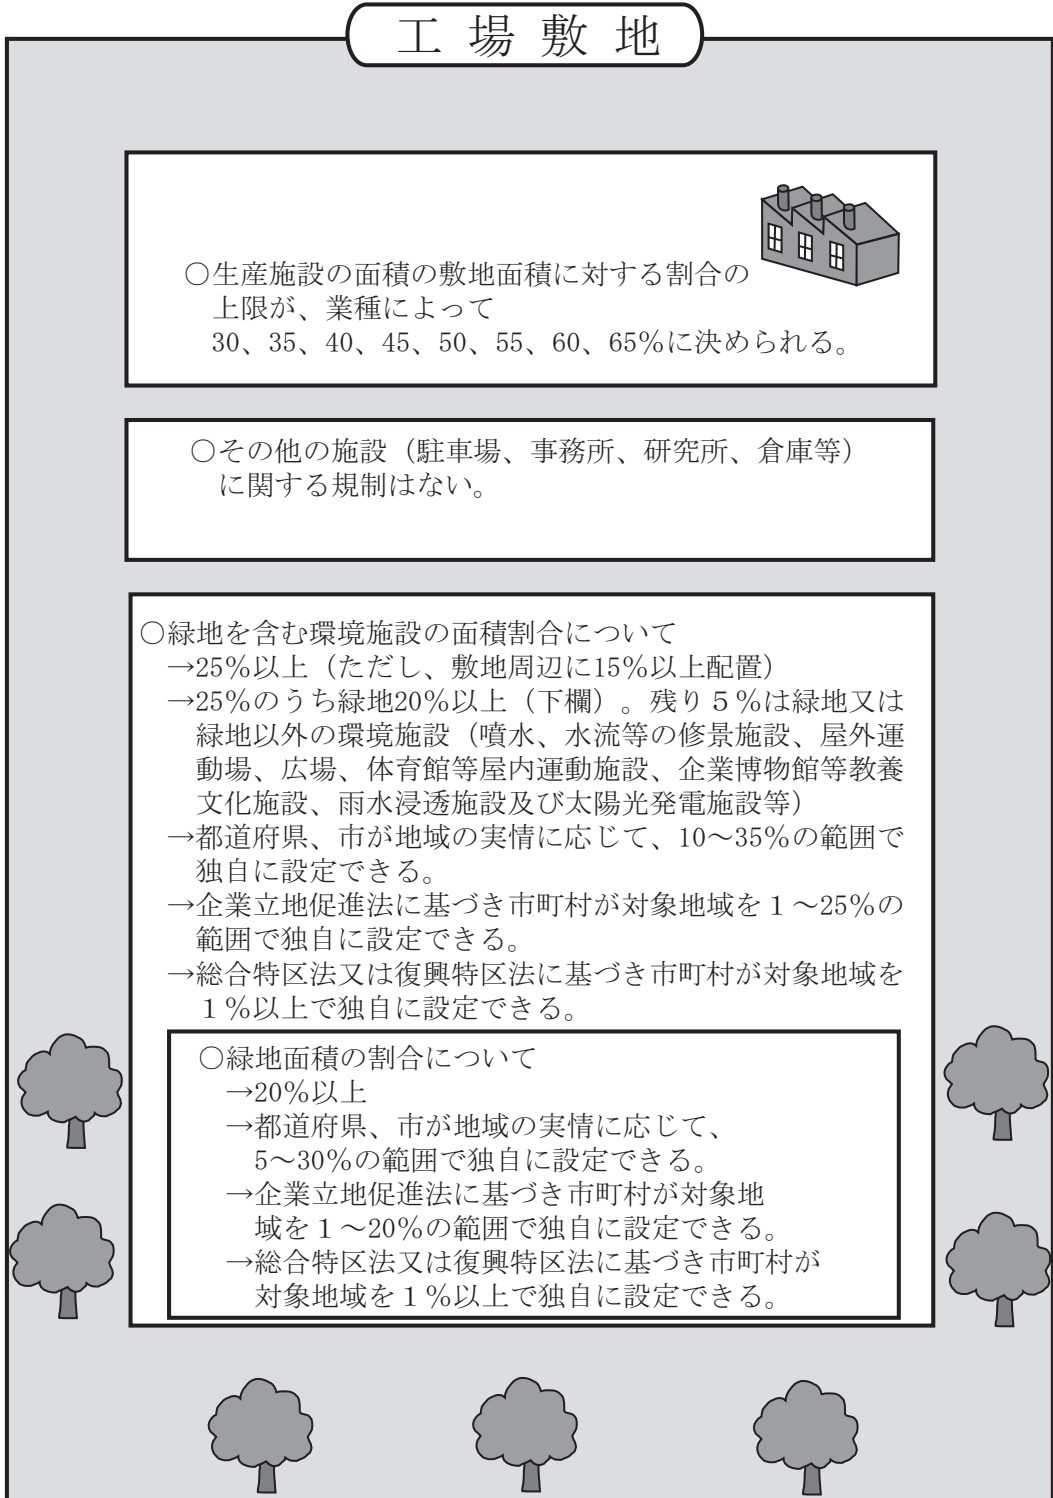 工場敷地
○生産施設の面積の敷地面積に対する割合の
上限が、業種によって
30、35、40、45、50、55、60、65％に決められる。
○その他の施設（駐車場、事務所、研究所、倉庫等）
に関する規制はない。
○緑地を含む環境施設の面積割合について
→25％以上（ただし、敷地周辺に15％以上配置）
→25％のうち緑地20％以上（下欄）。残り５％は緑地又は
緑地以外の環境施設（噴水、水流等の修景施設、屋外運
動場、広場、体育館等屋内運動施設、企業博物館等教養
文化施設、雨水浸透施設及び太陽光発電施設等）
→都道府県、市が地域の実情に応じて、10～35％の範囲で
独自に設定できる。
→企業立地促進法に基づき市町村が対象地域を１～25％の
範囲で独自に設定できる。
→総合特区法又は復興特区法に基づき市町村が対象地域を
１％以上で独自に設定できる。
○緑地面積の割合について
→20％以上
→都道府県、市が地域の実情に応じて、
5～30％の範囲で独自に設定できる。
→企業立地促進法に基づき市町村が対象地
域を１～20％の範囲で独自に設定できる。
→総合特区法又は復興特区法に基づき市町村が
対象地域を１％以上で独自に設定できる。